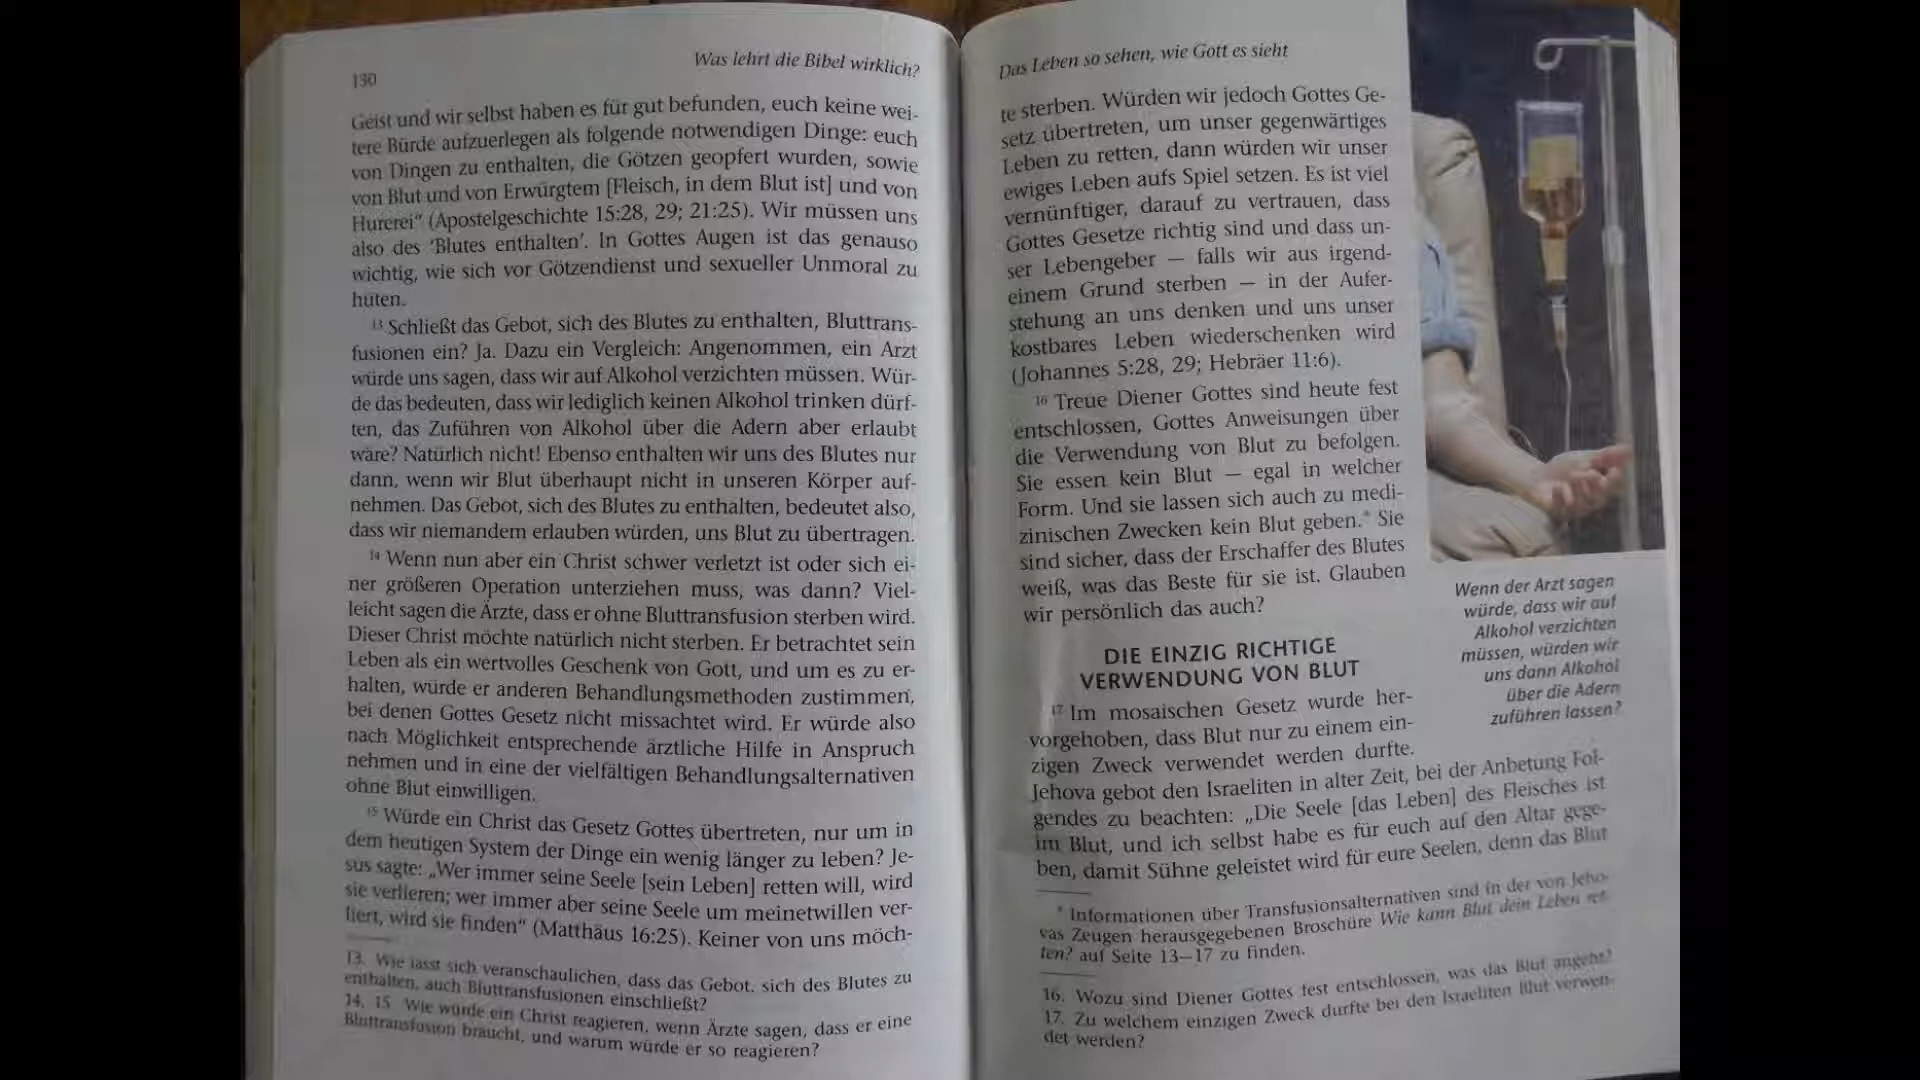 130
Was lehrt die Bibel wirklich?
Geist und wir selbst haben es für gut befunden, euch keine wei-
tere Bürde aufzuerlegen als folgende notwendigen Dinge: euch
von Dingen zu enthalten, die Götzen geopfert wurden, sowie
von Blut und von Erwürgtem [Fleisch, in dem Blut ist] und von
Hurerei“ (Apostelgeschichte 15:28, 29; 21:25). Wir müssen uns
also des ‘Blutes enthalten’. In Gottes Augen ist das genauso
wichtig, wie sich vor Götzendienst und sexueller Unmoral zu
hüten.
13 Schließt das Gebot, sich des Blutes zu enthalten, Bluttrans-
fusionen ein? Ja. Dazu ein Vergleich: Angenommen, ein Arzt
würde uns sagen, dass wir auf Alkohol verzichten müssen. Wür-
de das bedeuten, dass wir lediglich keinen Alkohol trinken dürf-
ten, das Zuführen von Alkohol über die Adern aber erlaubt
wäre? Natürlich nicht! Ebenso enthalten wir uns des Blutes nur
dann, wenn wir Blut überhaupt nicht in unseren Körper auf-
nehmen. Das Gebot, sich des Blutes zu enthalten, bedeutet also,
dass wir niemandem erlauben würden, uns Blut zu übertragen.
14 Wenn nun aber ein Christ schwer verletzt ist oder sich ei-
ner größeren Operation unterziehen muss, was dann? Viel-
leicht sagen die Ärzte, dass er ohne Bluttransfusion sterben wird.
Dieser Christ möchte natürlich nicht sterben. Er betrachtet sein
Leben als ein wertvolles Geschenk von Gott, und um es zu er-
halten, würde er anderen Behandlungsmethoden zustimmen,
bei denen Gottes Gesetz nicht missachtet wird. Er würde also
nach Möglichkeit entsprechende ärztliche Hilfe in Anspruch
nehmen und in eine der vielfältigen Behandlungsalternativen
ohne Blut einwilligen.
15 Würde ein Christ das Gesetz Gottes übertreten, nur um in
dem heutigen System der Dinge ein wenig länger zu leben? Je-
sus sagte: „Wer immer seine Seele [sein Leben] retten will, wird
sie verlieren; wer immer aber seine Seele um meinetwillen ver-
liert, wird sie finden“ (Matthäus 16:25). Keiner von uns möch-
13. Wie lässt sich veranschaulichen, dass das Gebot, sich des Blutes zu
enthalten, auch Bluttransfusionen einschließt?
14, 15. Wie würde ein Christ reagieren, wenn Ärzte sagen, dass er eine
Bluttransfusion braucht, und warum würde er so reagieren?
Das Leben so sehen, wie Gott es sieht
te sterben. Würden wir jedoch Gottes Ge-
setz übertreten, um unser gegenwärtiges
Leben zu retten, dann würden wir unser
ewiges Leben aufs Spiel setzen. Es ist viel
vernünftiger, darauf zu vertrauen, dass
Gottes Gesetze richtig sind und dass un-
ser Lebengeber — falls wir aus irgend-
einem Grund sterben — in der Aufer-
stehung an uns denken und uns unser
kostbares Leben wiederschenken wird
(Johannes 5:28, 29; Hebräer 11:6).
16 Treue Diener Gottes sind heute fest
entschlossen, Gottes Anweisungen über
die Verwendung von Blut zu befolgen.
Sie essen kein Blut — egal in welcher
Form. Und sie lassen sich auch zu medi-
zinischen Zwecken kein Blut geben.* Sie
sind sicher, dass der Erschaffer des Blutes
weiß, was das Beste für sie ist. Glauben
wir persönlich das auch?
DIE EINZIG RICHTIGE
VERWENDUNG VON BLUT
17 Im mosaischen Gesetz wurde her-
vorgehoben, dass Blut nur zu einem ein-
zigen Zweck verwendet werden durfte.
Jehova gebot den Israeliten in alter Zeit, bei der Anbetung Fol-
gendes zu beachten: „Die Seele [das Leben] des Fleisches ist
im Blut, und ich selbst habe es für euch auf den Altar gege-
ben, damit Sühne geleistet wird für eure Seelen, denn das Blut
* Informationen über Transfusionsalternativen sind in der von Jeho-
vas Zeugen herausgegebenen Broschüre Wie kann Blut dein Leben ret-
ten? auf Seite 13–17 zu finden.
16. Wozu sind Diener Gottes fest entschlossen, was das Blut angeht?
17. Zu welchem einzigen Zweck durfte bei den Israeliten Blut verwen-
det werden?
Wenn der Arzt sagen
würde, dass wir auf
Alkohol verzichten
müssen, würden wir
uns dann Alkohol
über die Adern
zuführen lassen?